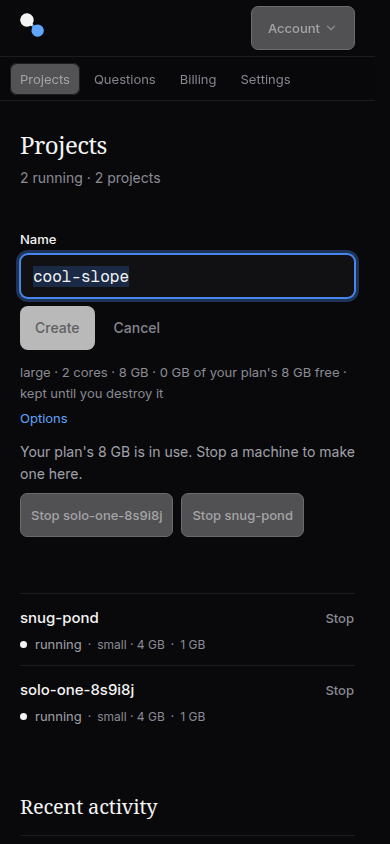 Account
Projects Questions Billing Settings
Projects
2 running · 2 projects
Name
cool-slope
Create Cancel
large · 2 cores · 8 GB · 0 GB of your plan's 8 GB free ·
kept until you destroy it
Options
Your plan's 8 GB is in use. Stop a machine to make
one here.
Stop solo-one-8s9i8j Stop snug-pond
snug-pond Stop
running · small · 4 GB · 1 GB
solo-one-8s9i8j Stop
running · small · 4 GB · 1 GB
Recent activity